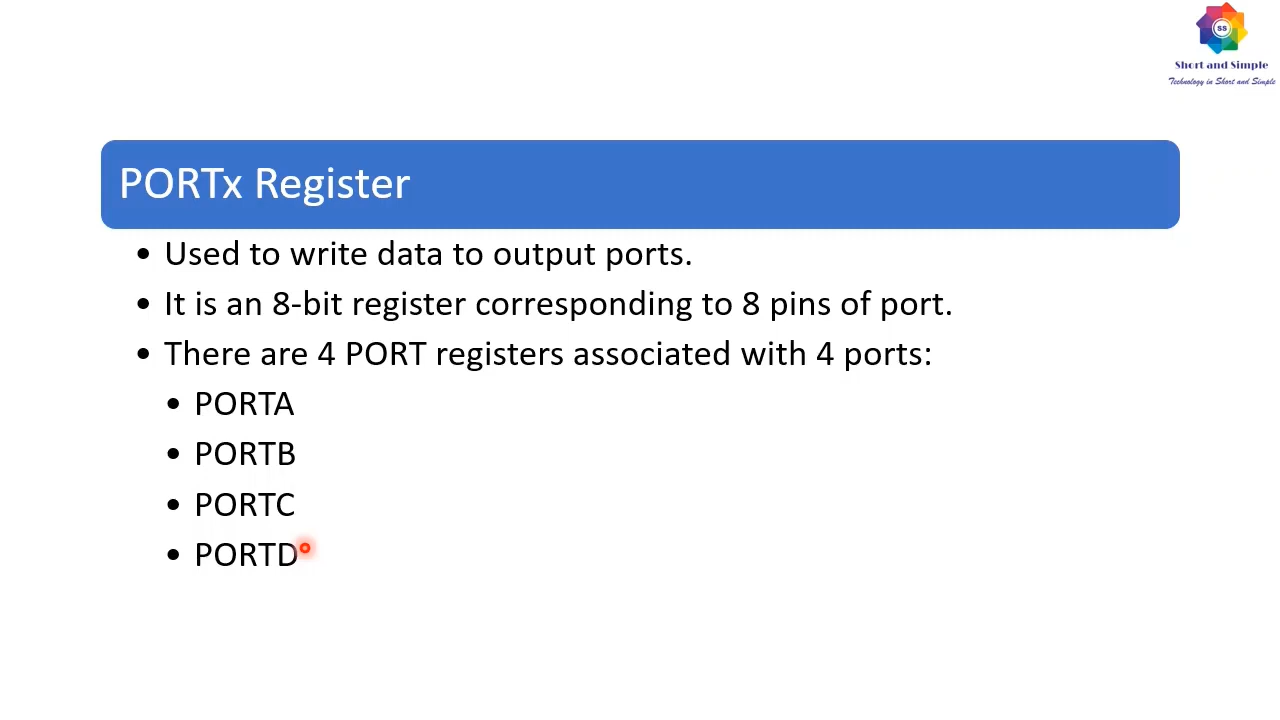 SS
Short and Simple
Technology in Short and Simple
PORTx Register
• Used to write data to output ports.
• It is an 8-bit register corresponding to 8 pins of port.
• There are 4 PORT registers associated with 4 ports:
• PORTA
• PORTB
• PORTC
• PORTD